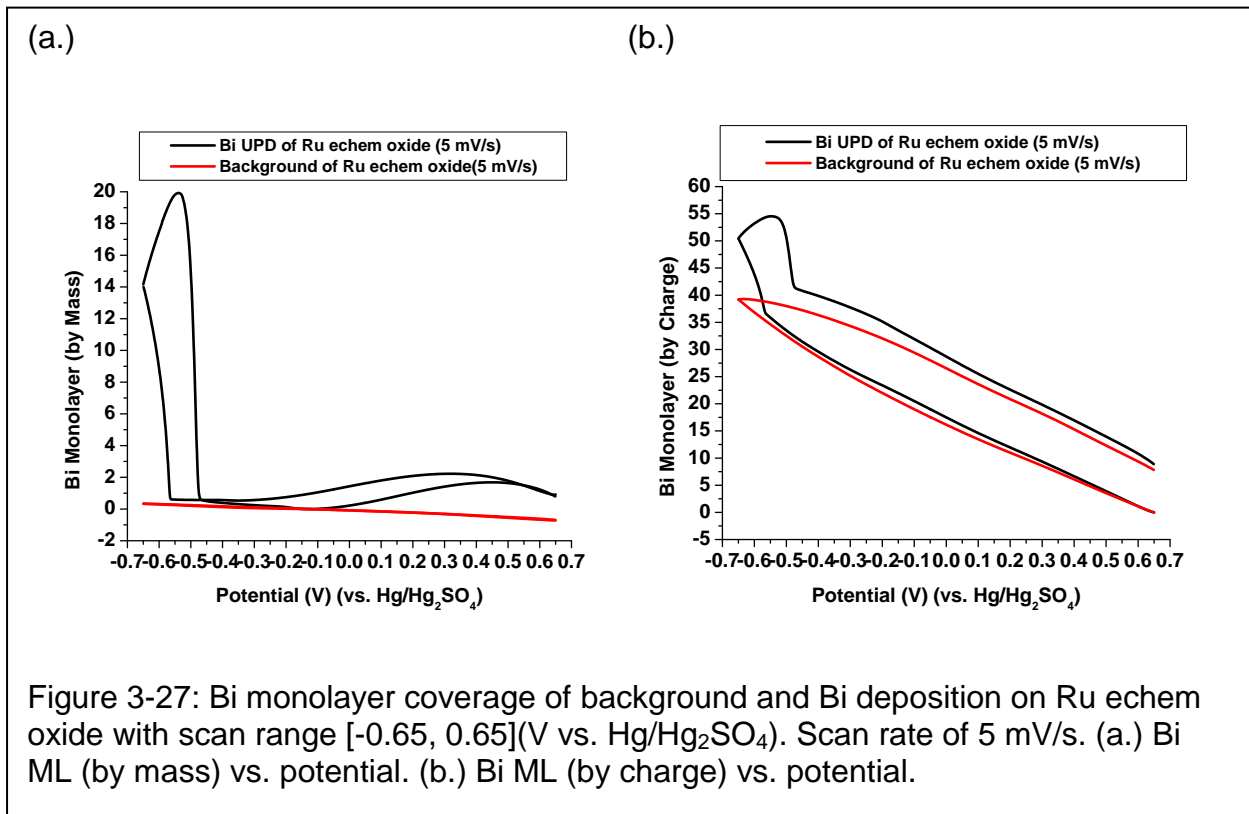 (a.)
(b.)
Bi UPD of Ru echem oxide (5 mV/s)
Background of Ru echem oxide(5 mV/s)
Bi UPD of Ru echem oxide (5 mV/s)
Background of Ru echem oxide (5 mV/s)
20
18
16
14
12
10
8
6
4
2
0
-2
Bi Monolayer (by Mass)
-0.7-0.6-0.5-0.4-0.3-0.2-0.1 0.0 0.1 0.2 0.3 0.4 0.5 0.6 0.7
Potential (V) (vs. Hg/Hg₂SO₄)
60
55
50
45
40
35
30
25
20
15
10
5
0
-5
Bi Monolayer (by Charge)
-0.7-0.6-0.5-0.4-0.3-0.2-0.1 0.0 0.1 0.2 0.3 0.4 0.5 0.6 0.7
Potential (V) (vs. Hg/Hg₂SO₄)
Figure 3-27: Bi monolayer coverage of background and Bi deposition on Ru echem
oxide with scan range [-0.65, 0.65](V vs. Hg/Hg₂SO₄). Scan rate of 5 mV/s. (a.) Bi
ML (by mass) vs. potential. (b.) Bi ML (by charge) vs. potential.